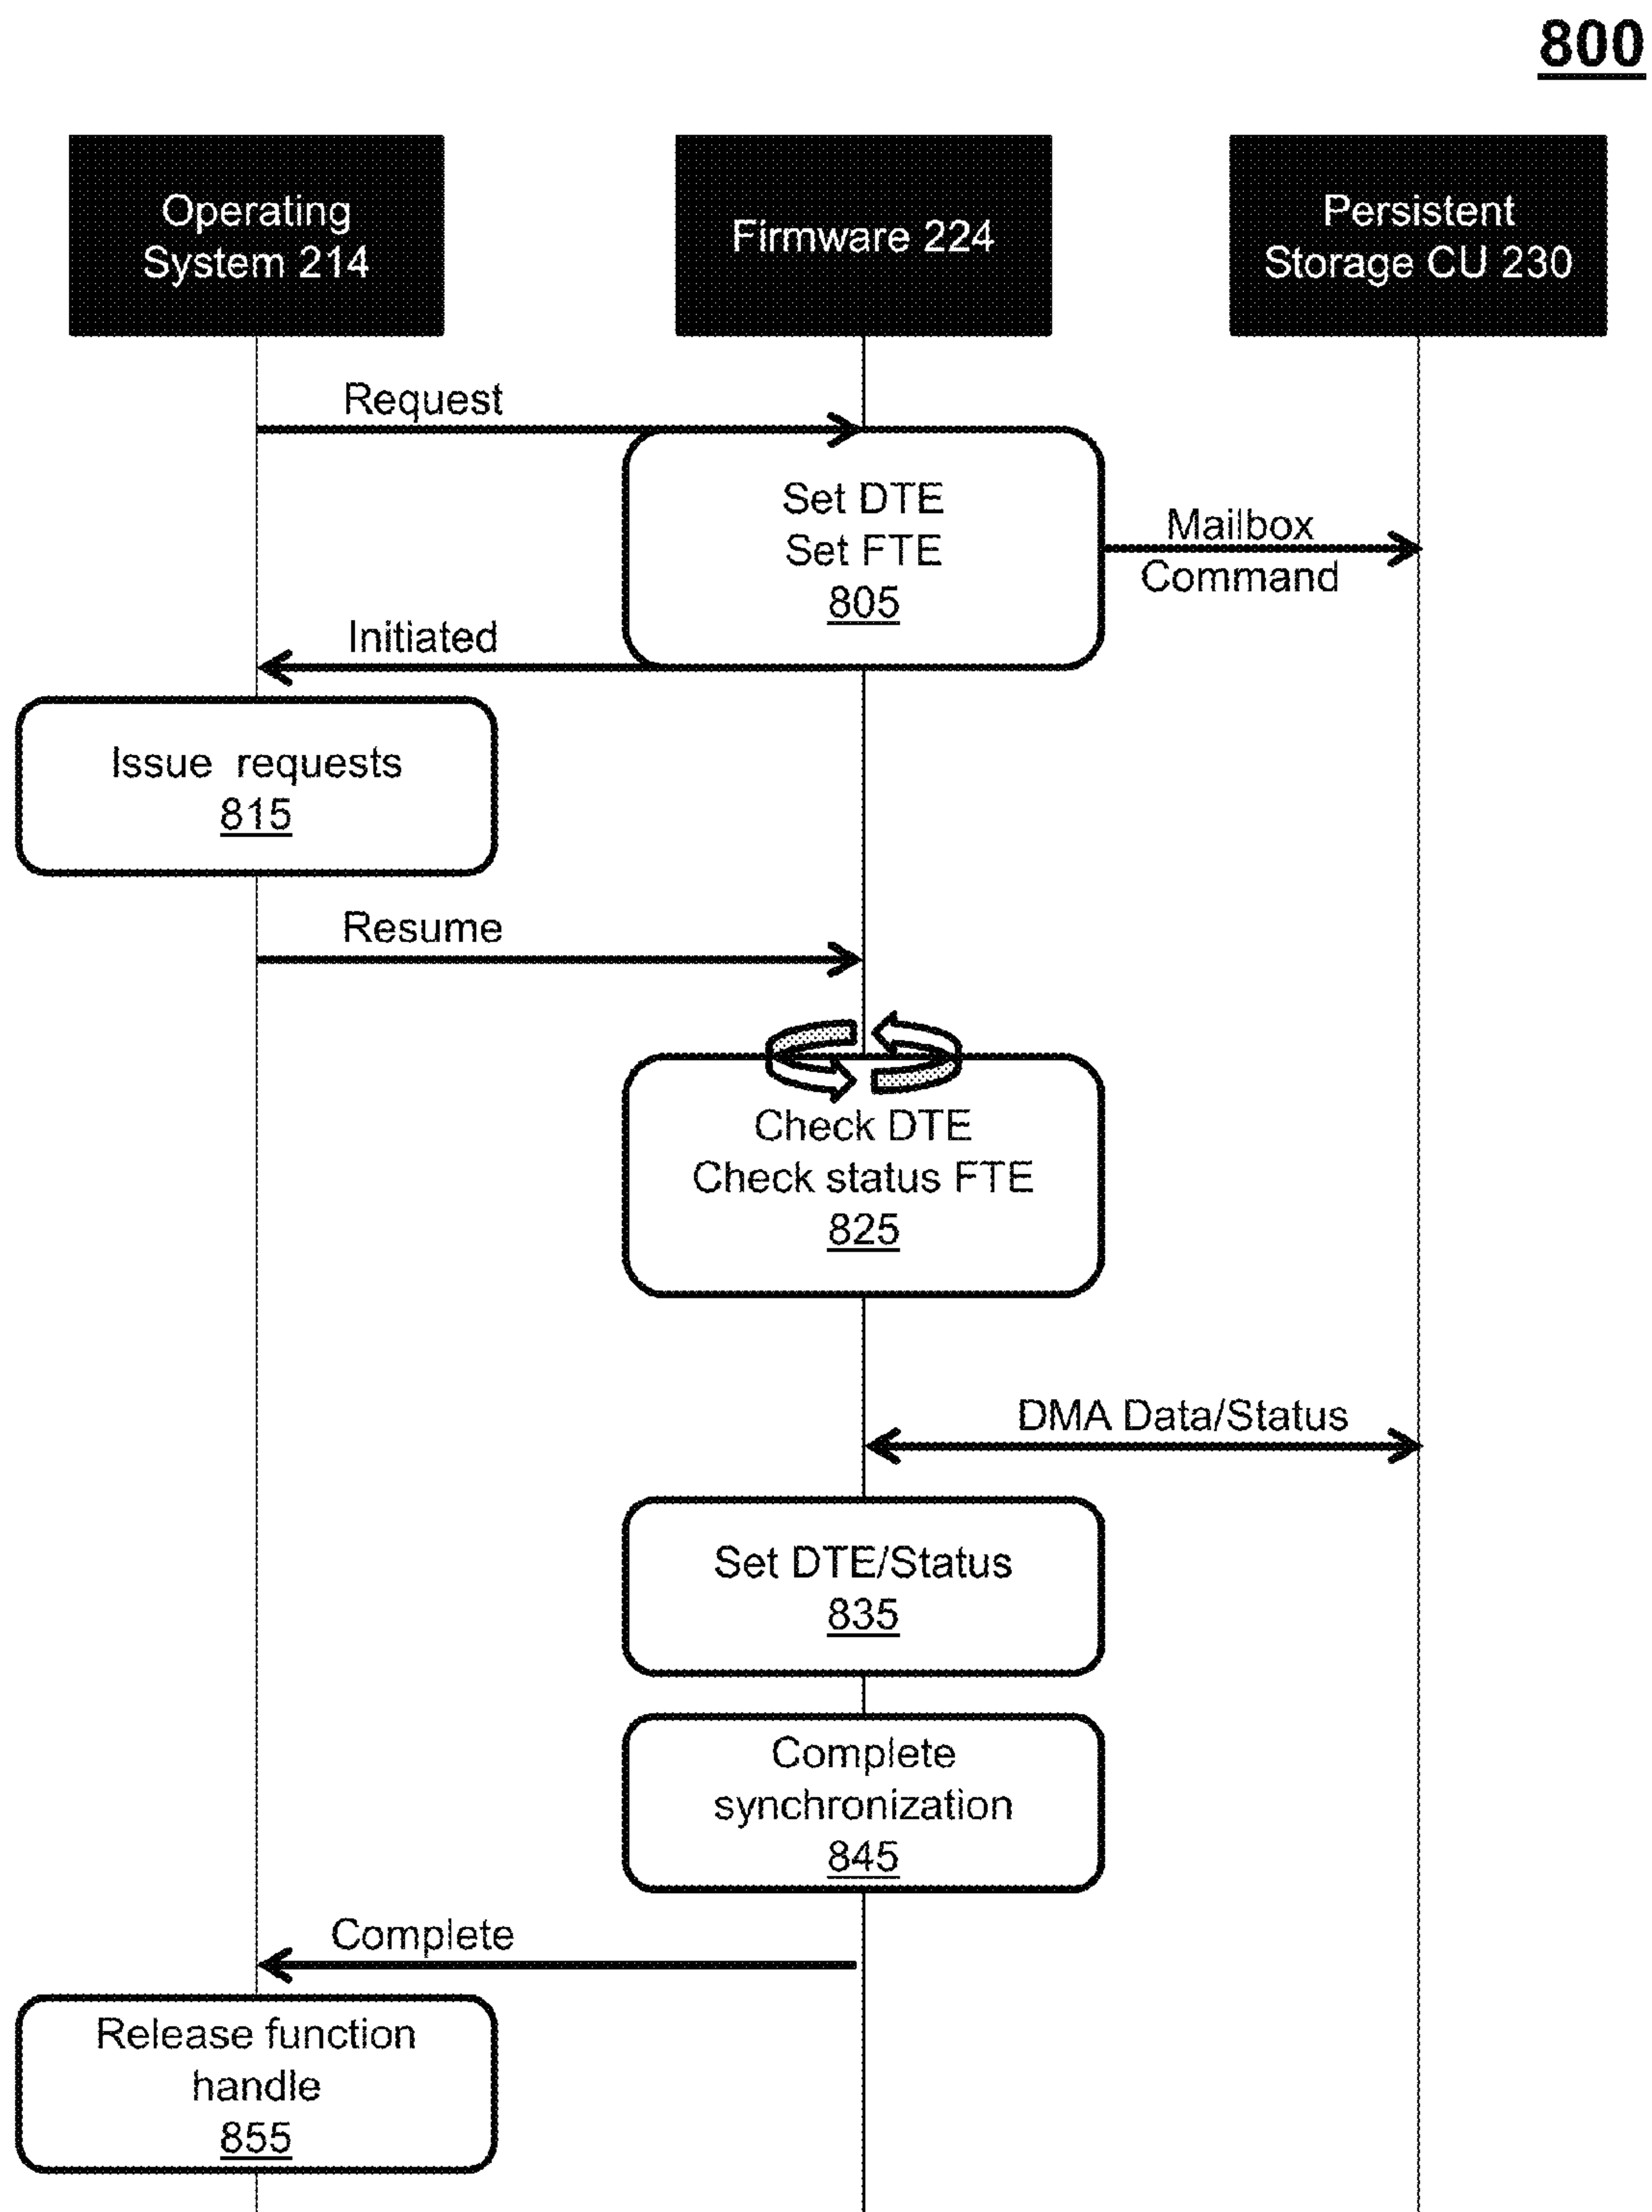 800
Operating
System 214
Firmware 224
Persistent
Storage CU 230
Request
Set DTE
Set FTE
805
Mailbox
Command
Initiated
Issue requests
815
Resume
Check DTE
Check status FTE
825
DMA Data/Status
Set DTE/Status
835
Complete
synchronization
845
Complete
Release function
handle
855